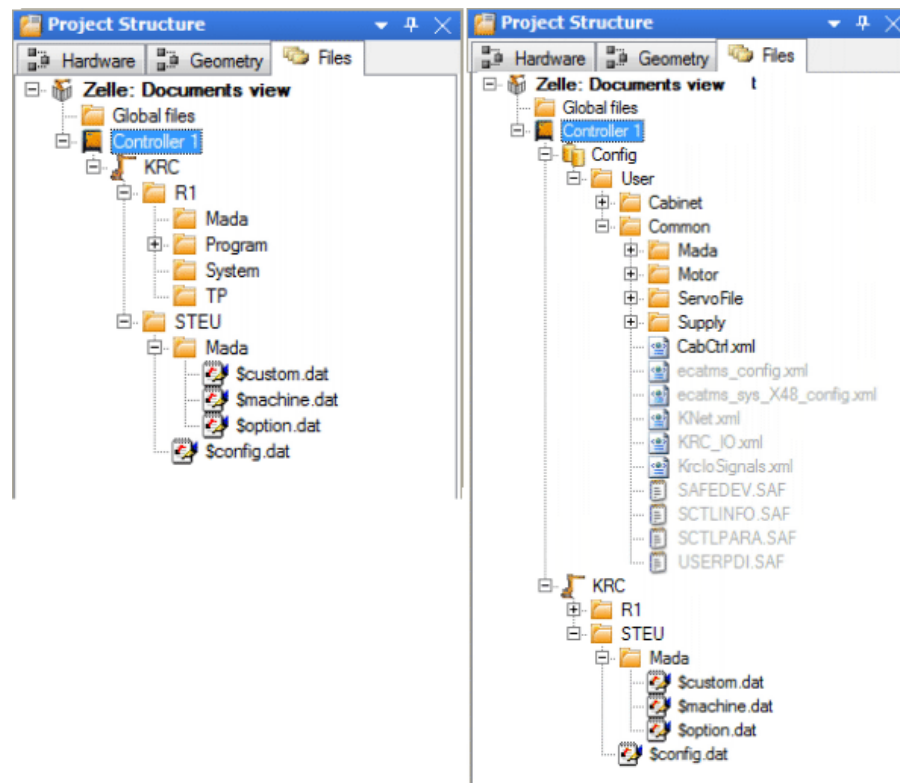 Project Structure
Hardware Geometry Files
Zelle: Documents view
Global files
Controller 1
KRC
R1
Mada
Program
System
TP
STEU
Mada
$custom.dat
$machine.dat
$option.dat
$config.dat
Project Structure
Hardware Geometry Files
Zelle: Documents view t
Global files
Controller 1
Config
User
Cabinet
Common
Mada
Motor
ServoFile
Supply
CabCtrl.xml
ecatms_config.xml
ecatms_sys_X48_config.xml
KNet.xml
KRC_IO.xml
KrcIoSignals.xml
SAFEDEV.SAF
SCTLINFO.SAF
SCTLPARA.SAF
USERPDI.SAF
KRC
R1
STEU
Mada
$custom.dat
$machine.dat
$option.dat
$config.dat